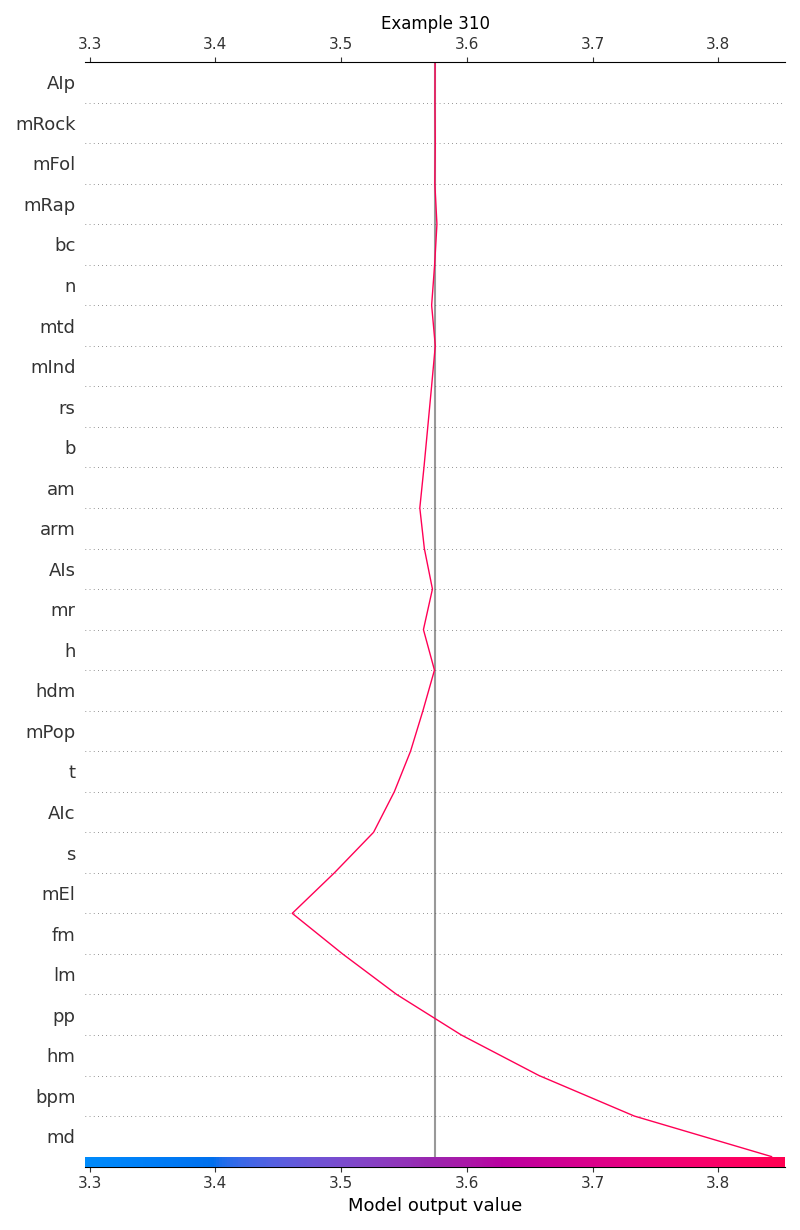 Example 310
3.3 3.4 3.5 3.6 3.7 3.8
AIp
mRock
mFol
mRap
bc
n
mtd
mInd
rs
b
am
arm
AIs
mr
h
hdm
mPop
t
AIc
s
mEl
fm
lm
pp
hm
bpm
md
3.3 3.4 3.5 3.6 3.7 3.8
Model output value